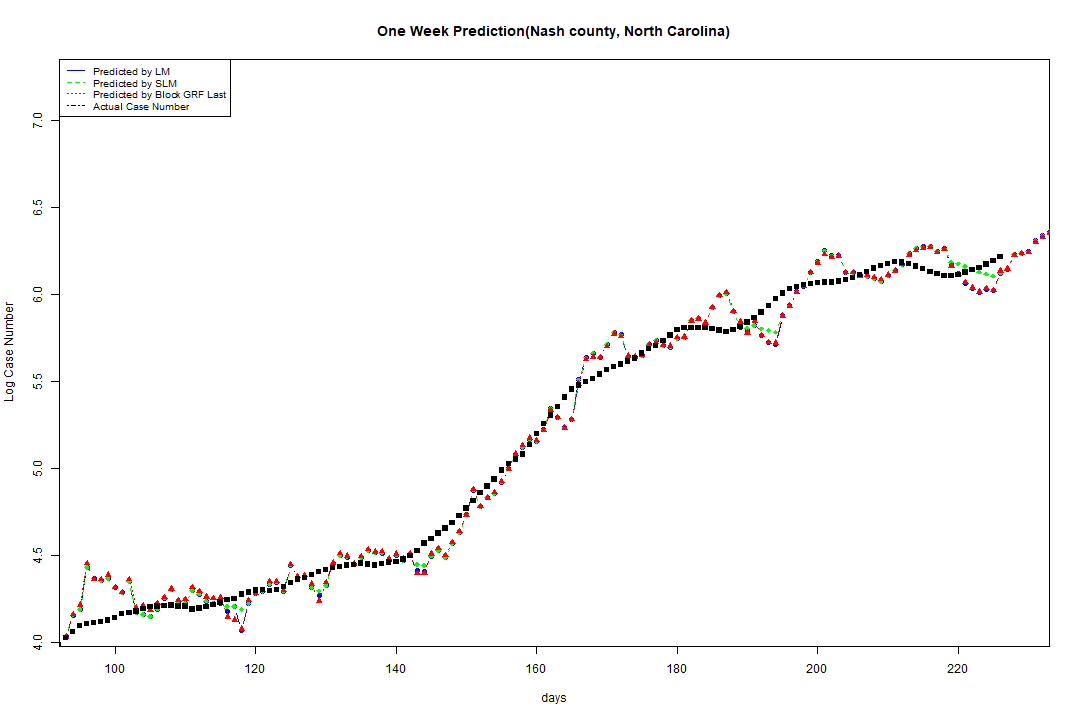 One Week Prediction(Nash county, North Carolina)
Predicted by LM
Predicted by SLM
Predicted by Block GRF Last
Actual Case Number
Log Case Number
7.0
6.5
6.0
5.5
5.0
4.5
4.0
100 120 140 160 180 200 220
days